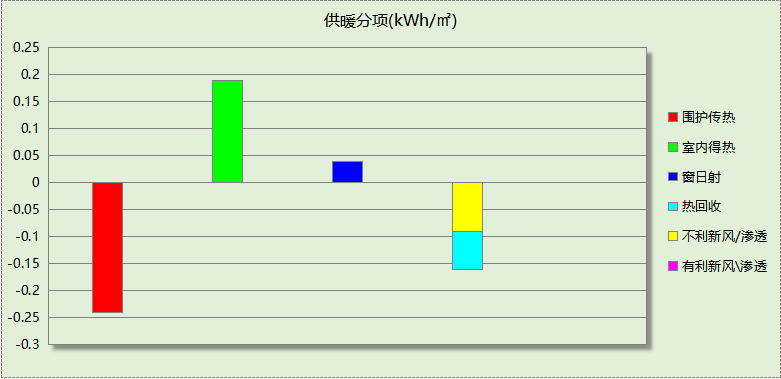 供暖分项(kWh/㎡)
0.25
0.2
0.15
0.1
0.05
0
-0.05
-0.1
-0.15
-0.2
-0.25
-0.3
围护传热
室内得热
窗日射
热回收
不利新风/渗透
有利新风\渗透